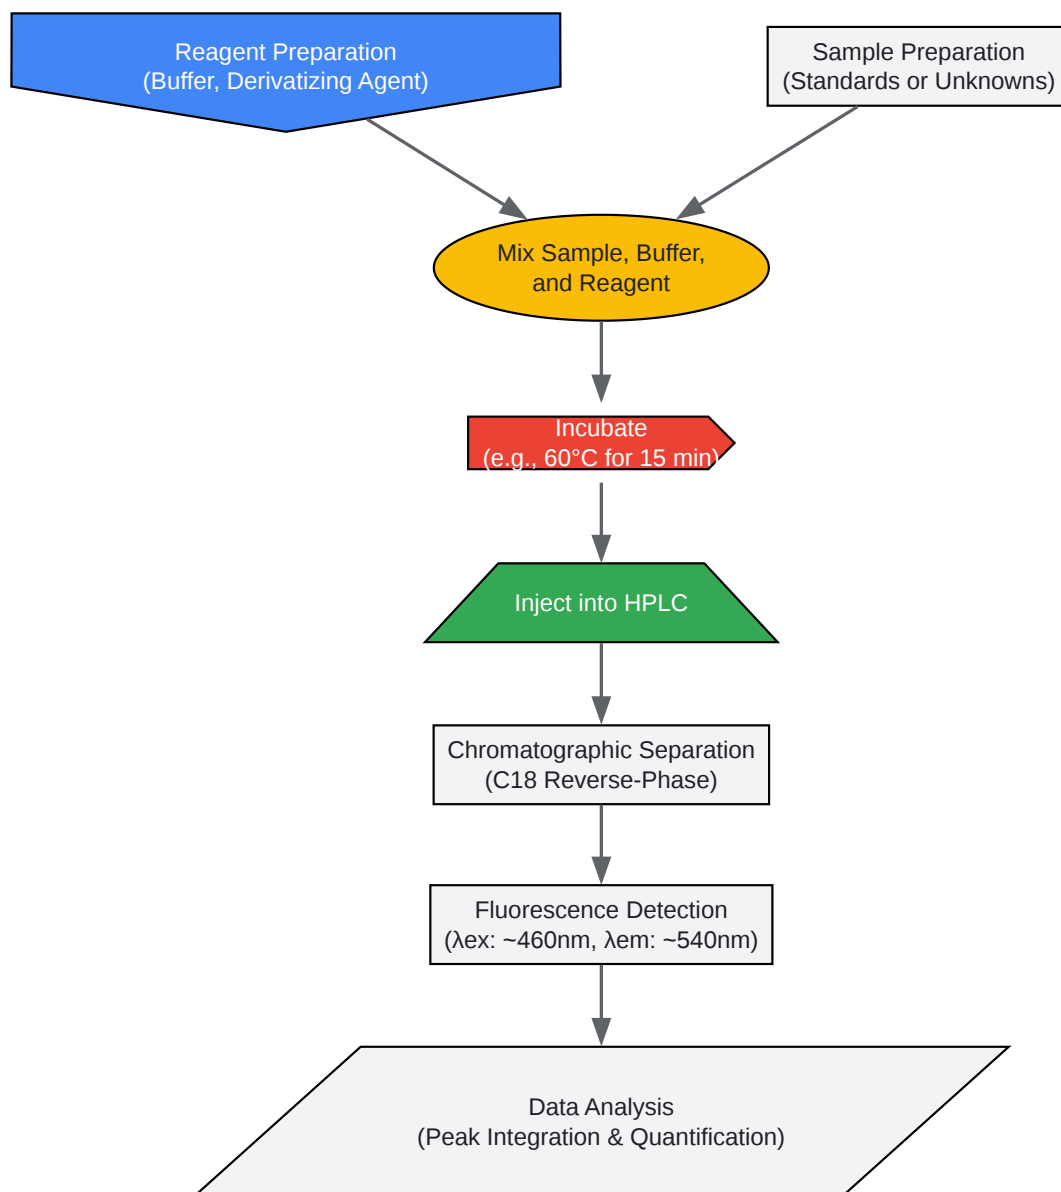 Reagent Preparation
(Buffer, Derivatizing Agent)
Sample Preparation
(Standards or Unknowns)
Mix Sample, Buffer,
and Reagent
Incubate
(e.g., 60°C for 15 min)
Inject into HPLC
Chromatographic Separation
(C18 Reverse-Phase)
Fluorescence Detection
(λex: ~460nm, λem: ~540nm)
Data Analysis
(Peak Integration & Quantification)